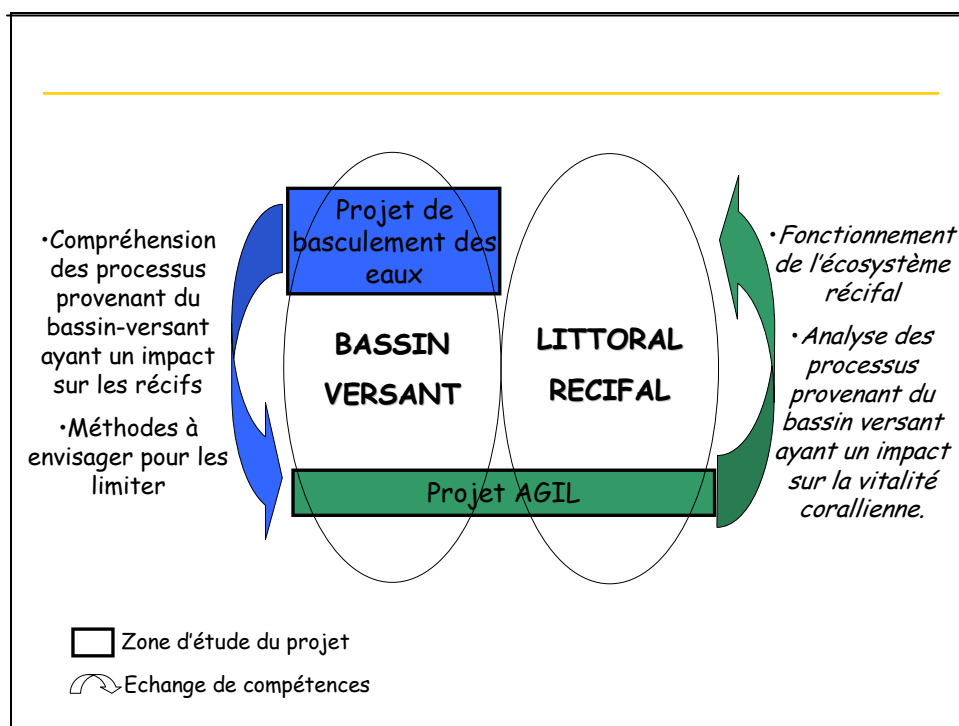 •Compréhension
des processus
provenant du
bassin-versant
ayant un impact
sur les récifs
•Méthodes à
envisager pour les
limiter
Projet de
basculement des
eaux
BASSIN
VERSANT
LITTORAL
RECIFAL
Projet AGIL
•Fonctionnement
de l'écosystème
récifal
•Analyse des
processus
provenant du
bassin versant
ayant un impact
sur la vitalité
corallienne.
Zone d'étude du projet
Echange de compétences